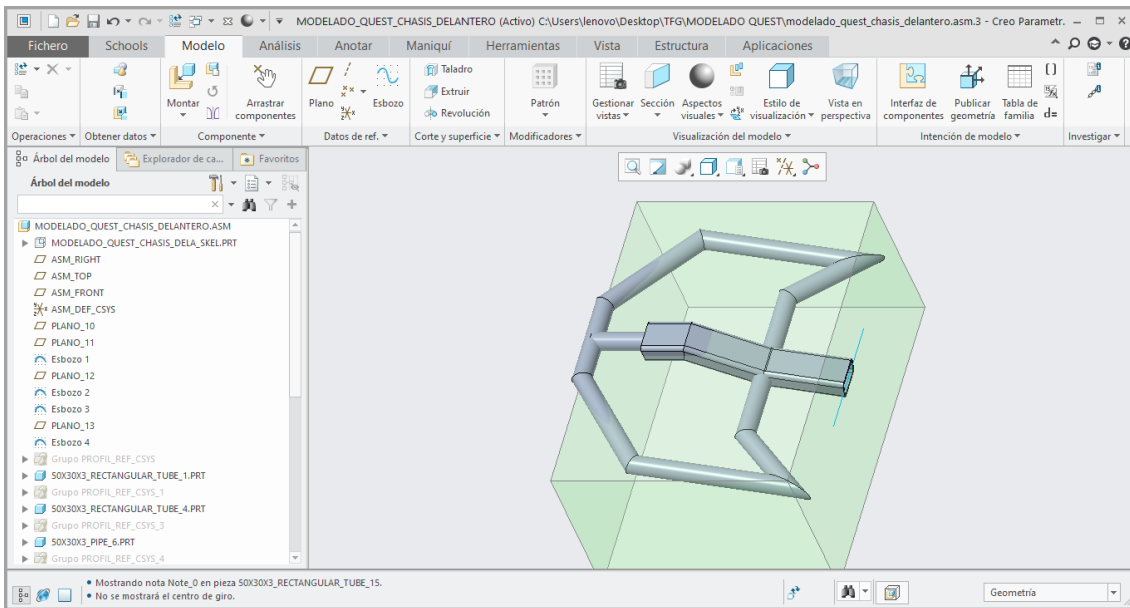 MODELADO_QUEST_CHASIS_DELANTERO (Activo) C:\Users\lenovo\Desktop\TFG\MODELADO QUEST\modelado_quest_chasis_delantero.asm.3 - Creo Parametr.
Fichero Schools Modelo Análisis Anotar Maniquí Herramientas Vista Estructura Aplicaciones
Montar
Arrastrar componentes
Plano
Esbozo
Taladro
Extruir
Revolución
Patrón
Gestionar vistas
Sección
Aspectos visuales
Estilo de visualización
Vista en perspectiva
Interfaz de componentes
Publicar geometría
Tabla de familia
d=
Operaciones Obtener datos Componente Datos de ref. Corte y superficie Modificadores Visualización del modelo Intención de modelo Investigar
Árbol del modelo Explorador de ca... Favoritos
Árbol del modelo
MODELADO_QUEST_CHASIS_DELANTERO.ASM
MODELADO_QUEST_CHASIS_DELA_SKEL.PRT
ASM_RIGHT
ASM_TOP
ASM_FRONT
ASM_DEF_CSYS
PLANO_10
PLANO_11
Esbozo 1
PLANO_12
Esbozo 2
Esbozo 3
PLANO_13
Esbozo 4
Grupo PROFIL_REF_CSYS
50X30X3_RECTANGULAR_TUBE_1.PRT
Grupo PROFIL_REF_CSYS_1
50X30X3_RECTANGULAR_TUBE_4.PRT
Grupo PROFIL_REF_CSYS_3
50X30X3_PIPE_6.PRT
Grupo PROFIL_REF_CSYS_4
• Mostrando nota Note_0 en pieza 50X30X3_RECTANGULAR_TUBE_15.
• No se mostrará el centro de giro.
Geometría